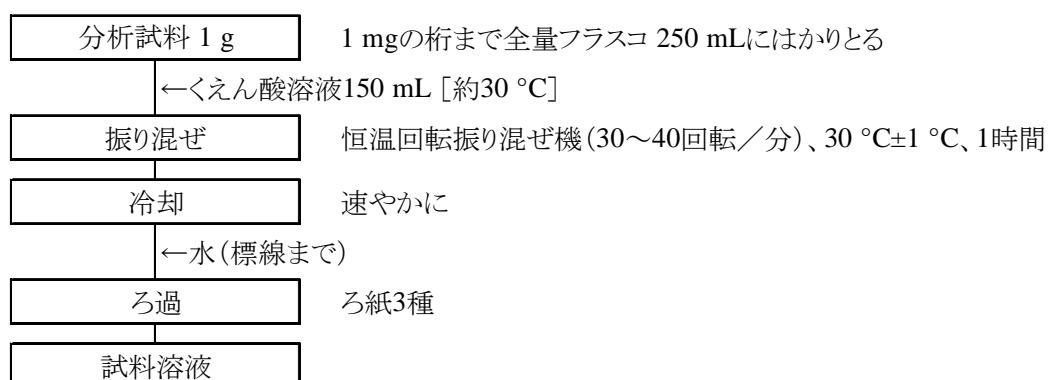 分析試料 1 g 1 mgの桁まで全量フラスコ 250 mLにはかりとる
←くえん酸溶液150 mL ［約30 °C］
振り混ぜ 恒温回転振り混ぜ機（30～40回転／分）、30 °C±1 °C、1時間
冷却 速やかに
←水（標線まで）
ろ過 ろ紙3種
試料溶液